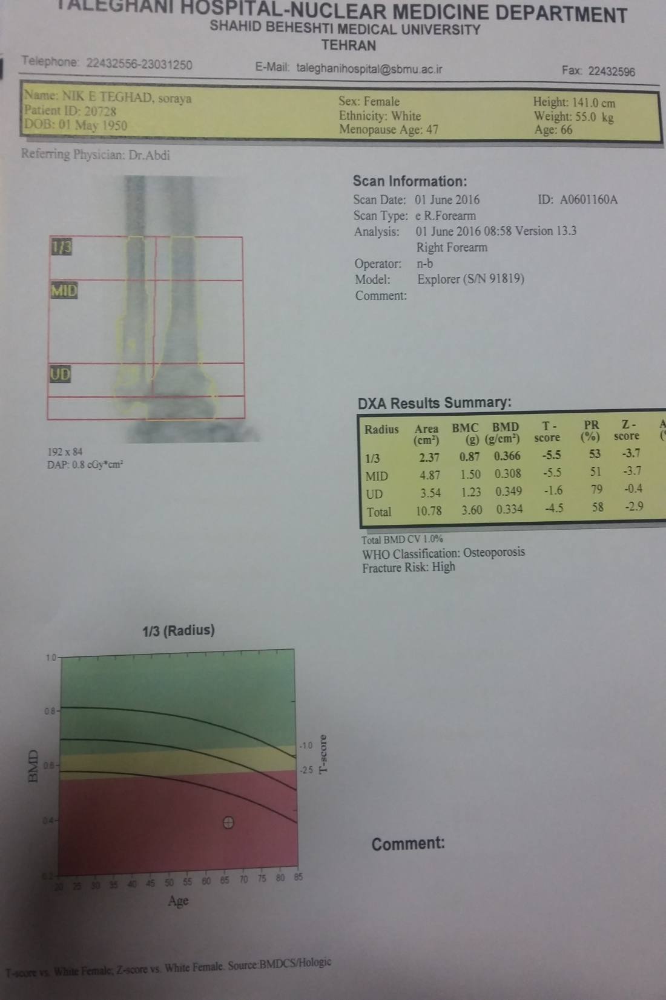 TALEGHANI HOSPITAL-NUCLEAR MEDICINE DEPARTMENT
SHAHID BEHESHTI MEDICAL UNIVERSITY
TEHRAN
Telephone: 22432556-23031250 E-Mail: taleghanihospital@sbmu.ac.ir Fax: 22432596
Name: NIK E TEGHAD, soraya Sex: Female Height: 141.0 cm
Patient ID: 20728 Ethnicity: White Weight: 55.0 kg
DOB: 01 May 1950 Menopause Age: 47 Age: 66
Referring Physician: Dr.Abdi
1/3
MID
UD
192 x 84
DAP: 0.8 cGy*cm²
Scan Information:
Scan Date: 01 June 2016 ID: A0601160A
Scan Type: e R.Forearm
Analysis: 01 June 2016 08:58 Version 13.3
Right Forearm
Operator: n-b
Model: Explorer (S/N 91819)
Comment:
DXA Results Summary:
Radius Area BMC BMD T - PR Z - A
(cm²) (g) (g/cm²) score (%) score (
1/3 2.37 0.87 0.366 -5.5 53 -3.7
MID 4.87 1.50 0.308 -5.5 51 -3.7
UD 3.54 1.23 0.349 -1.6 79 -0.4
Total 10.78 3.60 0.334 -4.5 58 -2.9
Total BMD CV 1.0%
WHO Classification: Osteoporosis
Fracture Risk: High
1/3 (Radius)
1.0
0.8
0.6
0.4
0.2
BMD
-1.0
-2.5
T-score
20 25 30 35 40 45 50 55 60 65 70 75 80 85
Age
Comment:
T-score vs. White Female; Z-score vs. White Female. Source:BMDCS/Hologic